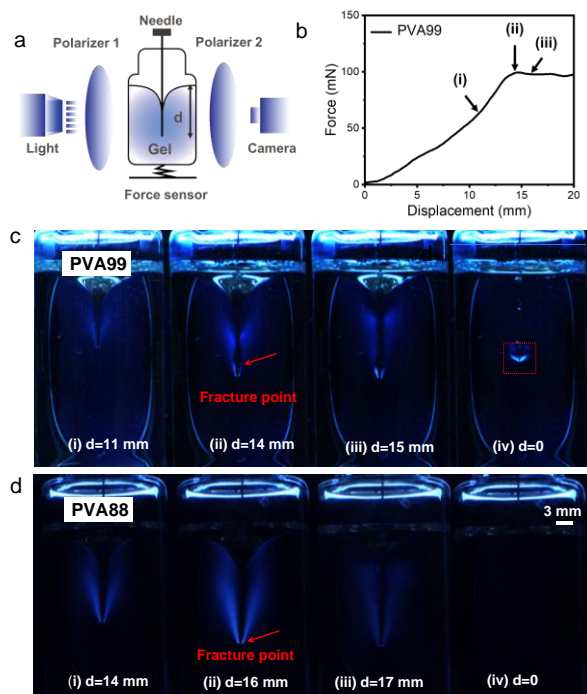 a
Needle
Polarizer 1
Polarizer 2
d
Gel
Light
Camera
Force sensor
b
Force (mN)
150
100
50
0
PVA99
(i)
(ii)
(iii)
0 5 10 15 20
Displacement (mm)
c
PVA99
Fracture point
(i) d=11 mm
(ii) d=14 mm
(iii) d=15 mm
(iv) d=0
d
PVA88
3 mm
Fracture point
(i) d=14 mm
(ii) d=16 mm
(iii) d=17 mm
(iv) d=0